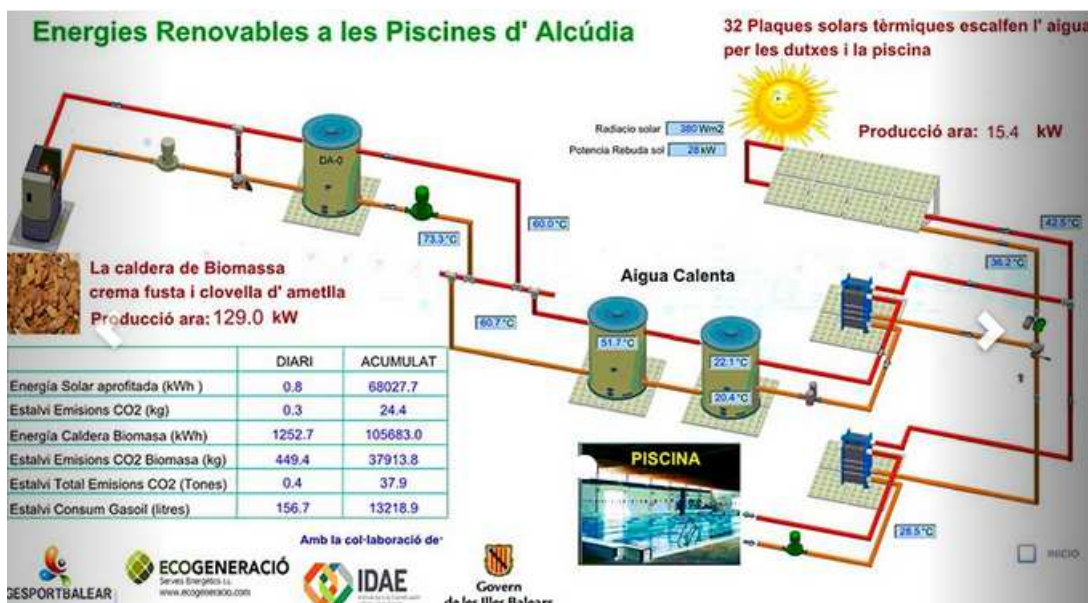 Energies Renovables a les Piscines d' Alcúdia
32 Plaques solars tèrmiques escalfen l' aigua
per les dutxes i la piscina
Radiacio solar 380 Wm2
Potencia Rebuda sol 28 kW
Producció ara: 15.4 kW
DA-0
60.0 °C
73.3 °C
42.5 °C
36.2 °C
La caldera de Biomassa
crema fusta i clovella d' ametlla
Producció ara: 129.0 kW
Aigua Calenta
60.7 °C
51.7 °C
22.1 °C
20.4 °C
DIARI ACUMULAT
Energía Solar aprofitada (kWh ) 0.8 68027.7
Estalvi Emisions CO2 (kg) 0.3 24.4
Energía Caldera Biomasa (kWh) 1252.7 105683.0
Estalvi Emisions CO2 Biomasa (kg) 449.4 37913.8
Estalvi Total Emisions CO2 (Tones) 0.4 37.9
Estalvi Consum Gasoil (litres) 156.7 13218.9
PISCINA
28.5 °C
INICIO
Amb la col·laboració de
GESPORTBALEAR
ECOGENERACIÓ
Serveis Energètics S.L.
www.ecogeneracio.com
IDAE
Govern
de les Illes Balears